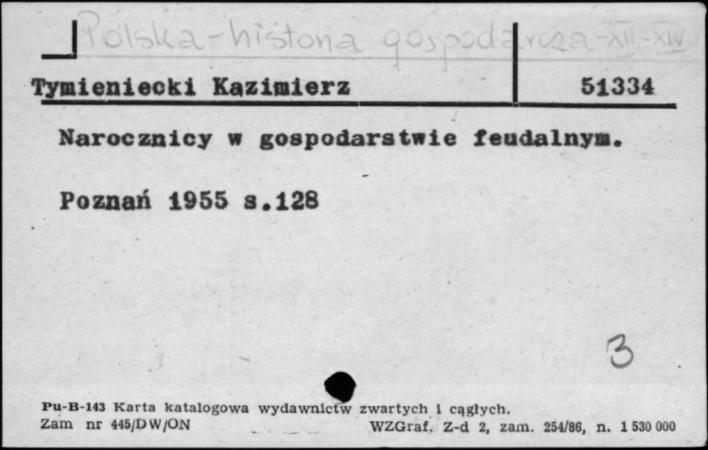 Polska - historia gospodarcza - XII - XIV
Tymieniecki Kazimierz 51334
Narocznicy w gospodarstwie feudalnym.
Poznań 1955 s.128
3
Pu-B-143 Karta katalogowa wydawnictw zwartych i ciągłych.
Zam nr 445/DW/ON WZGraf. Z-d 2, zam. 254/86, n. 1 530 000